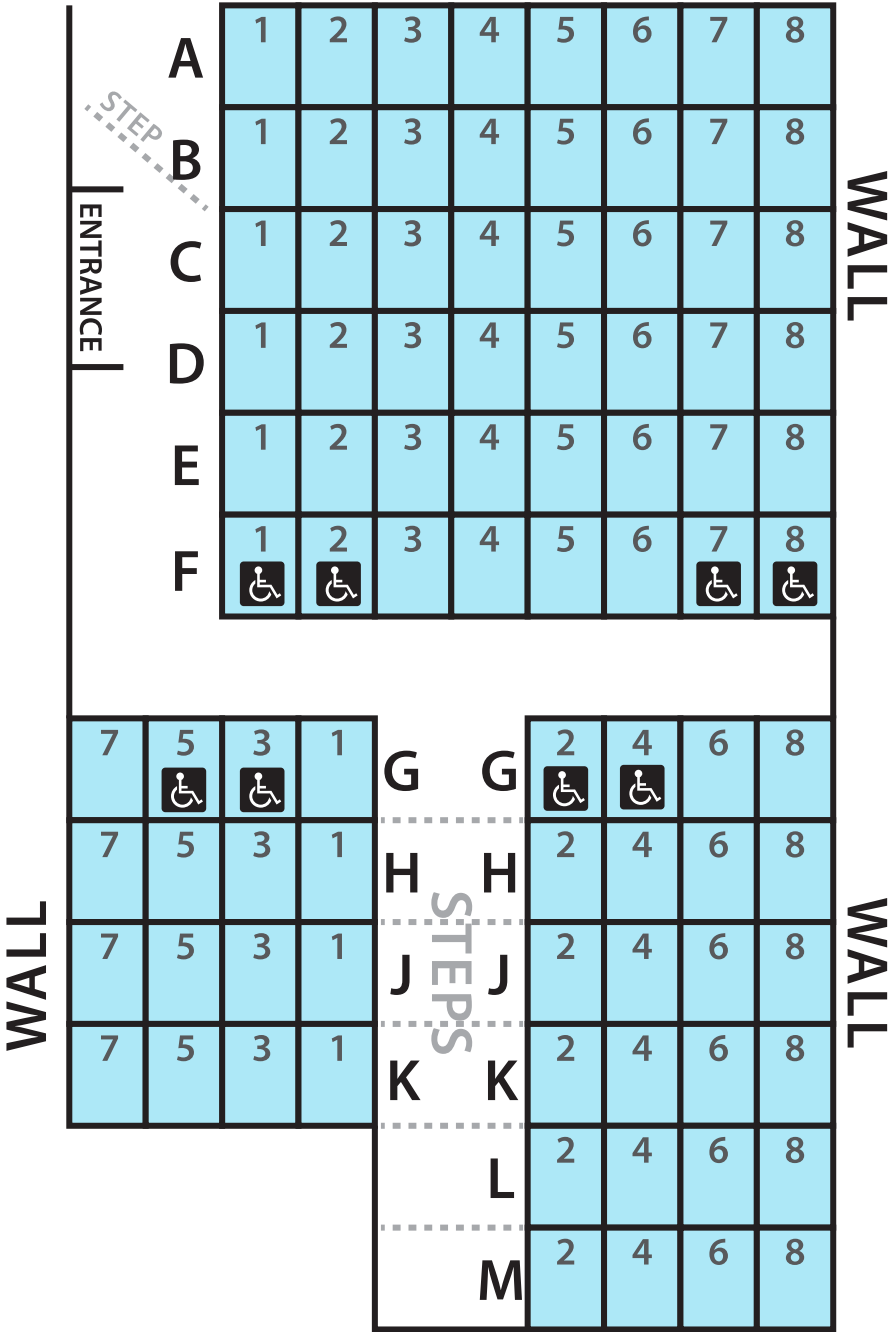 A 1 2 3 4 5 6 7 8
STEP
B 1 2 3 4 5 6 7 8
WALL
ENTRANCE
C 1 2 3 4 5 6 7 8
D 1 2 3 4 5 6 7 8
E 1 2 3 4 5 6 7 8
F 1 2 3 4 5 6 7 8
7 5 3 1 G G 2 4 6 8
7 5 3 1 H H 2 4 6 8
WALL
STEPS
WALL
7 5 3 1 J J 2 4 6 8
7 5 3 1 K K 2 4 6 8
L 2 4 6 8
M 2 4 6 8